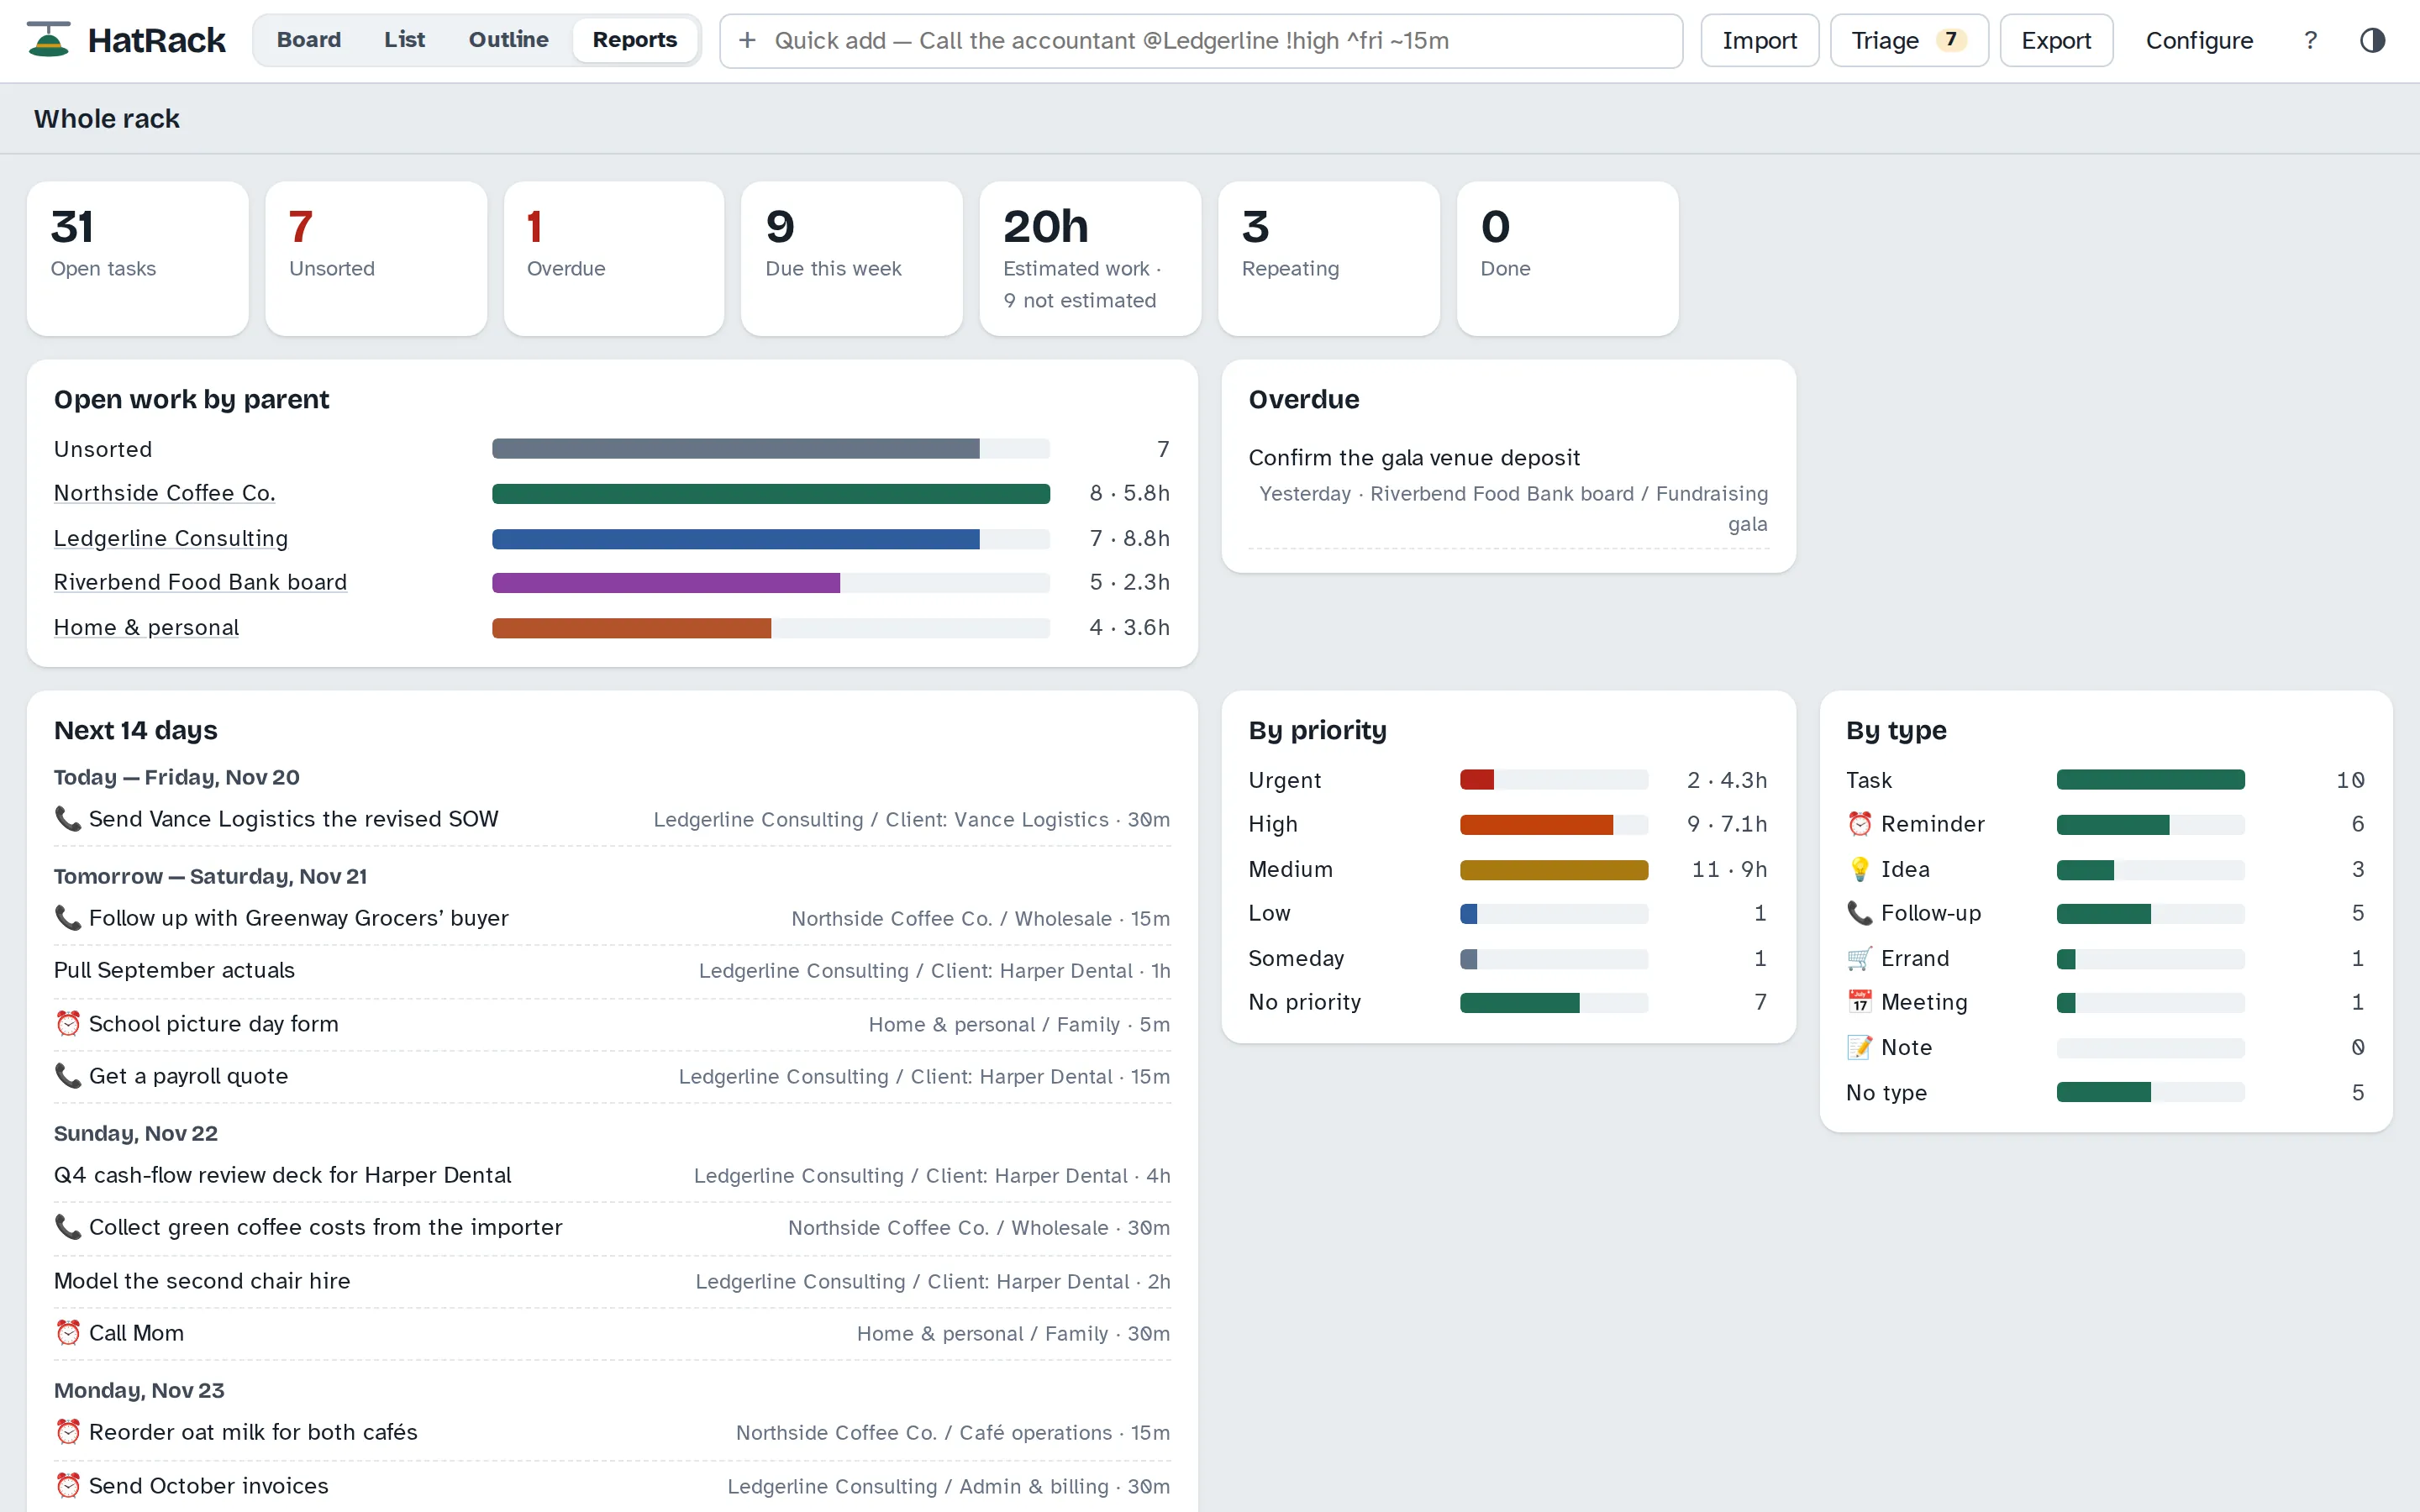 HatRack
Board List Outline Reports
+ Quick add — Call the accountant @Ledgerline !high ^fri ~15m
Import Triage 7 Export Configure ?
Whole rack
31
Open tasks
7
Unsorted
1
Overdue
9
Due this week
20h
Estimated work ·
9 not estimated
3
Repeating
0
Done
Open work by parent
Unsorted 7
Northside Coffee Co. 8 · 5.8h
Ledgerline Consulting 7 · 8.8h
Riverbend Food Bank board 5 · 2.3h
Home & personal 4 · 3.6h
Overdue
Confirm the gala venue deposit
Yesterday · Riverbend Food Bank board / Fundraising
gala
Next 14 days
Today — Friday, Nov 20
Send Vance Logistics the revised SOW Ledgerline Consulting / Client: Vance Logistics · 30m
Tomorrow — Saturday, Nov 21
Follow up with Greenway Grocers’ buyer Northside Coffee Co. / Wholesale · 15m
Pull September actuals Ledgerline Consulting / Client: Harper Dental · 1h
School picture day form Home & personal / Family · 5m
Get a payroll quote Ledgerline Consulting / Client: Harper Dental · 15m
Sunday, Nov 22
Q4 cash-flow review deck for Harper Dental Ledgerline Consulting / Client: Harper Dental · 4h
Collect green coffee costs from the importer Northside Coffee Co. / Wholesale · 30m
Model the second chair hire Ledgerline Consulting / Client: Harper Dental · 2h
Call Mom Home & personal / Family · 30m
Monday, Nov 23
Reorder oat milk for both cafés Northside Coffee Co. / Café operations · 15m
Send October invoices Ledgerline Consulting / Admin & billing · 30m
By priority
Urgent 2 · 4.3h
High 9 · 7.1h
Medium 11 · 9h
Low 1
Someday 1
No priority 7
By type
Task 10
Reminder 6
Idea 3
Follow-up 5
Errand 1
Meeting 1
Note 0
No type 5